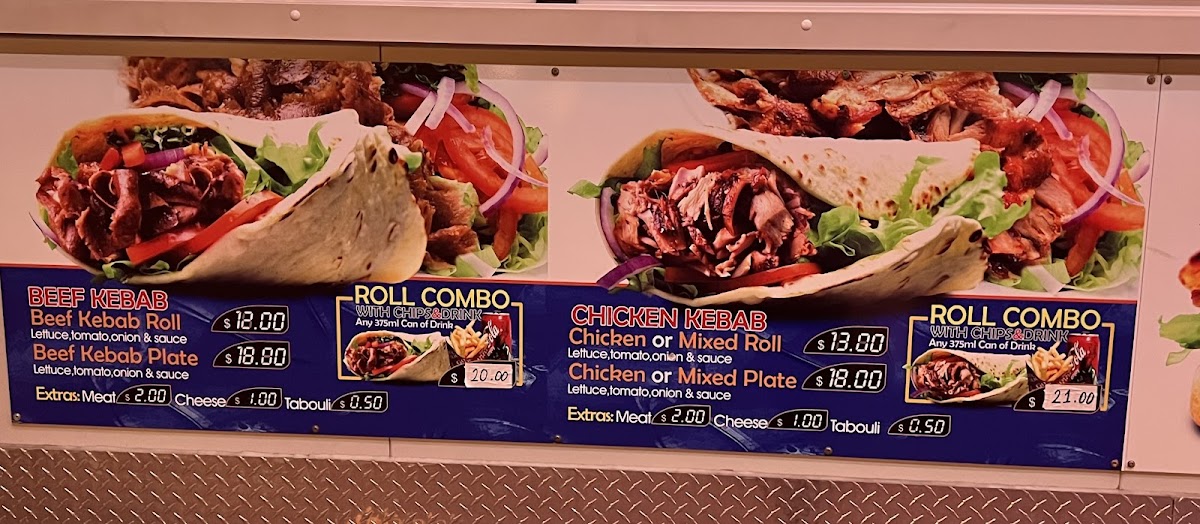 BEEF KEBAB
Beef Kebab Roll $12.00
Lettuce,tomato,onion & sauce
Beef Kebab Plate $18.80
Lettuce,tomato,onion & sauce
Extras: Meat $2.00 Cheese $1.00 Tabouli $0.50
ROLL COMBO
WITH CHIPS&DRINK
Any 375ml Can of Drink
$ 20.00
CHICKEN KEBAB
Chicken or Mixed Roll $13.80
Lettuce,tomato,onion & sauce
Chicken or Mixed Plate $18.00
Lettuce,tomato,onion & sauce
Extras: Meat $2.00 Cheese $1.00 Tabouli $0.50
ROLL COMBO
WITH CHIPS&DRINK
Any 375ml Can of Drink
$ 21.00